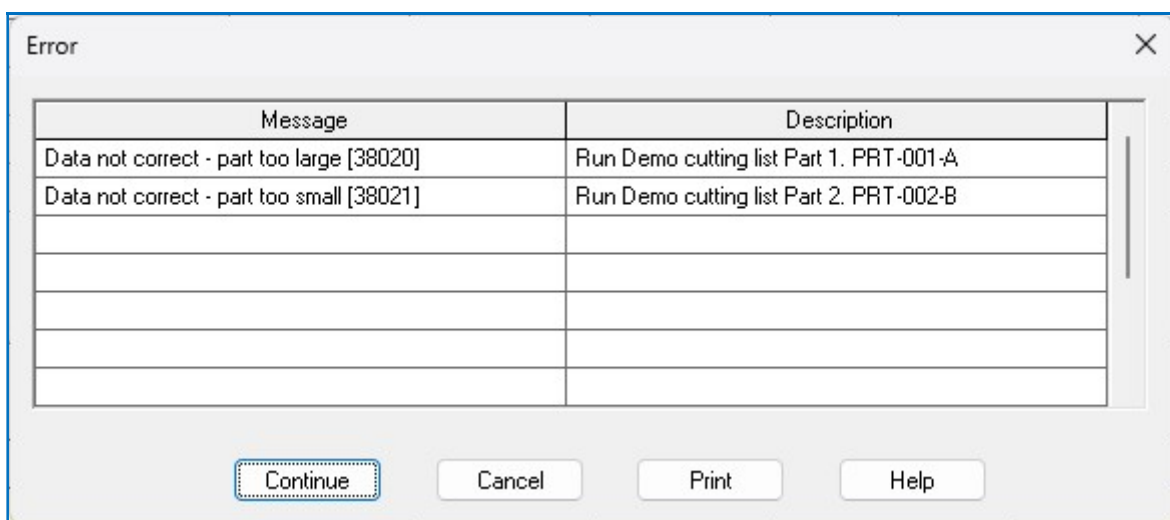 Error
Message Description
Data not correct - part too large [38020] Run Demo cutting list Part 1. PRT-001-A
Data not correct - part too small [38021] Run Demo cutting list Part 2. PRT-002-B
Continue Cancel Print Help